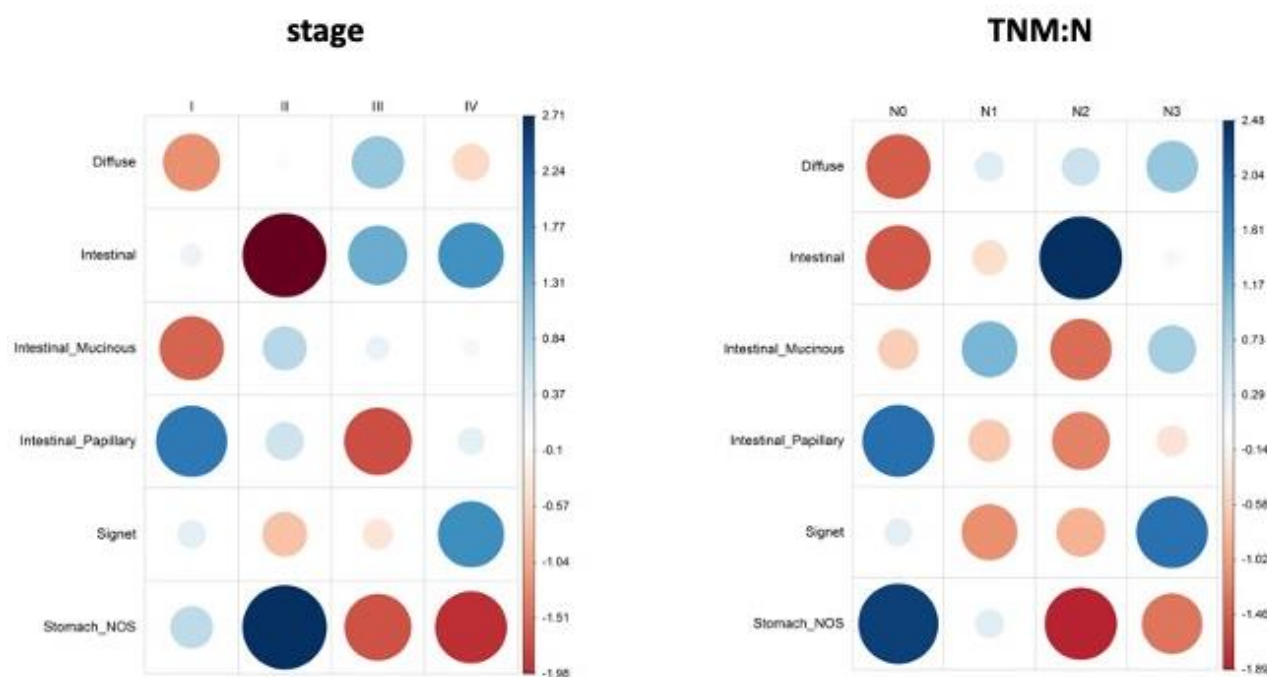 stage
I II III IV
Diffuse
Intestinal
Intestinal_Mucinous
Intestinal_Papillary
Signet
Stomach_NOS
2.71
2.24
1.77
1.31
0.84
0.37
-0.1
-0.57
-1.04
-1.51
-1.98
TNM:N
N0 N1 N2 N3
Diffuse
Intestinal
Intestinal_Mucinous
Intestinal_Papillary
Signet
Stomach_NOS
2.48
2.04
1.61
1.17
0.73
0.29
-0.14
-0.58
-1.02
-1.46
-1.89